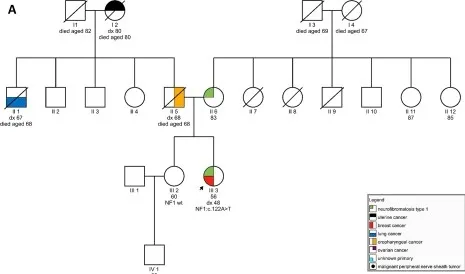 A
I 1
died aged 82
I 2
dx 80
died aged 80
I 3
died aged 69
I 4
died aged 67
II 1
dx 67
died aged 68
II 2
II 3
II 4
II 5
dx 68
died aged 68
II 6
83
II 7
II 8
II 9
II 10
II 11
87
II 12
85
III 1
III 2
60
NF1 wt
III 3
56
dx 48
NF1:c.122A>T
IV 1
Legend
neurofibromatosis type 1
uterine cancer
breast cancer
lung cancer
oropharyngeal cancer
ovarian cancer
unknown primary
malignant peripheral nerve sheath tumor